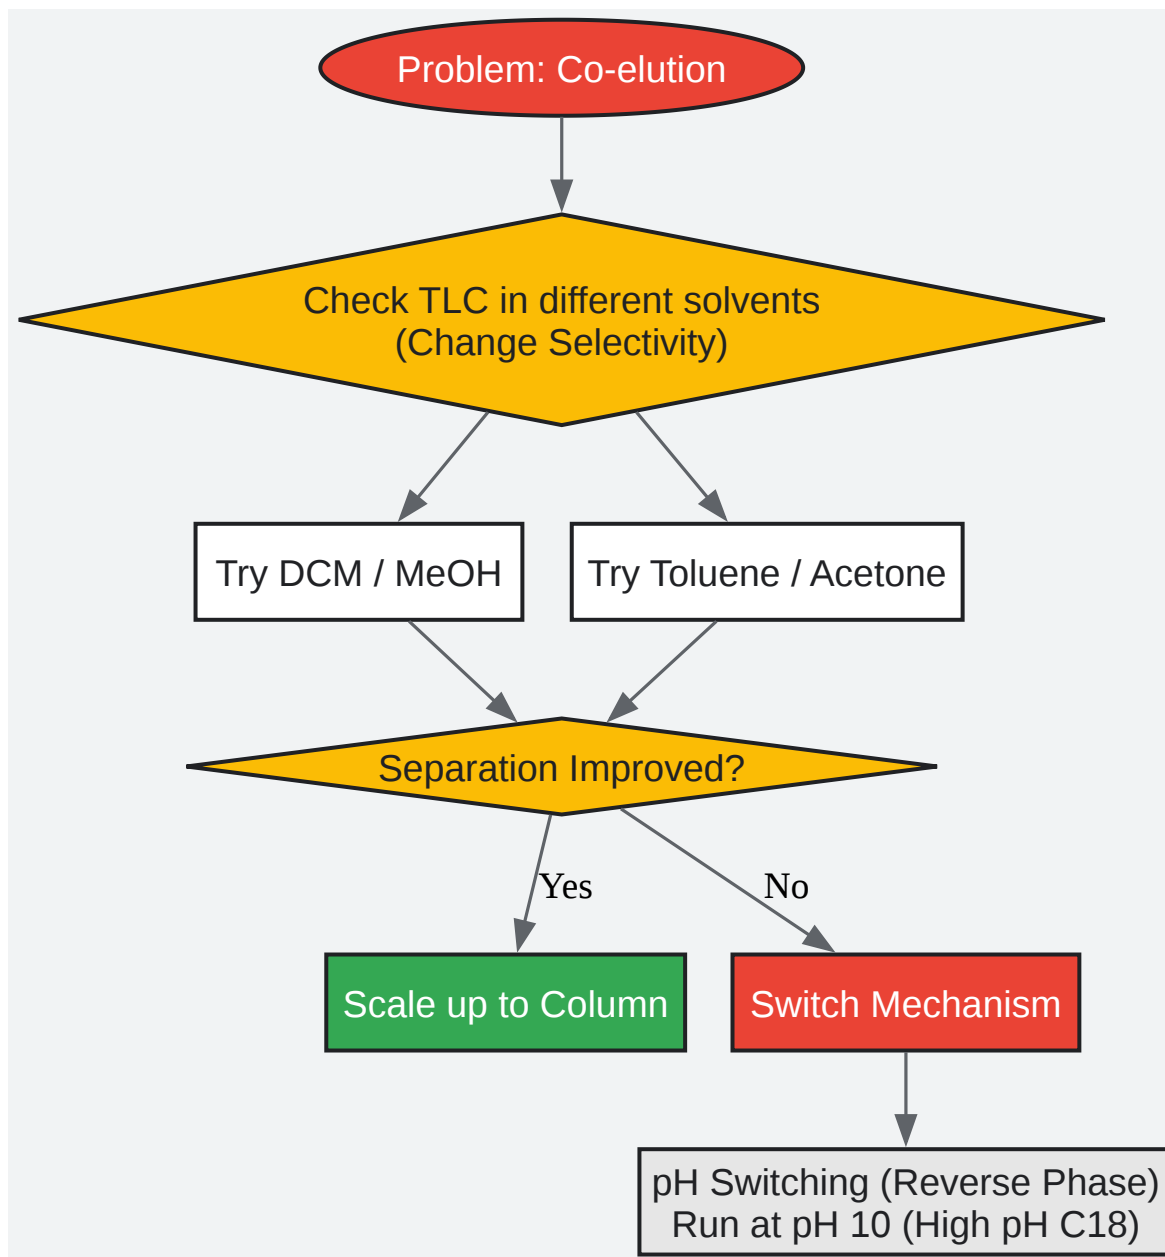 Problem: Co-elution
Check TLC in different solvents
(Change Selectivity)
Try DCM / MeOH
Try Toluene / Acetone
Separation Improved?
Yes
No
Scale up to Column
Switch Mechanism
pH Switching (Reverse Phase)
Run at pH 10 (High pH C18)